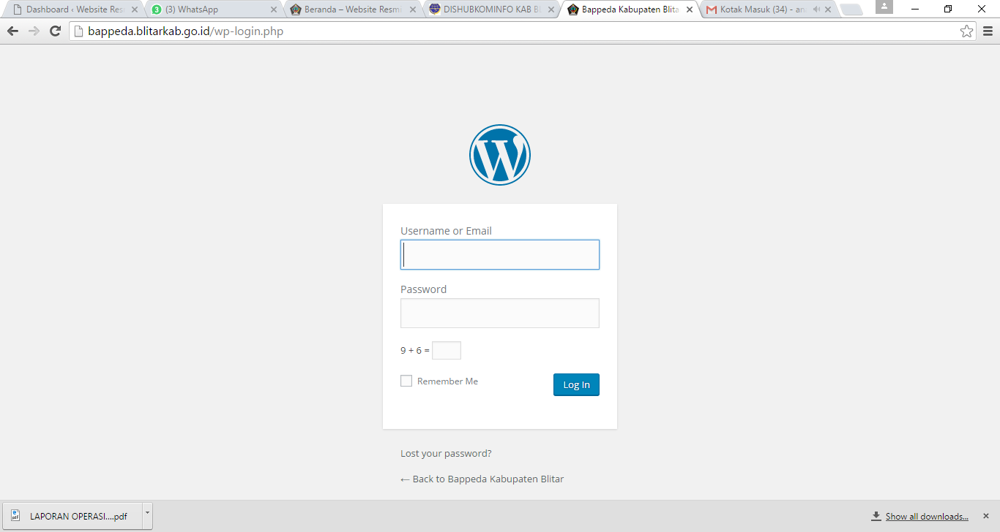 Dashboard ‹ Website Res
(3) WhatsApp
Beranda – Website Resmi
DISHUBKOMINFO KAB BL
Bappeda Kabupaten Blita
Kotak Masuk (34) - an
bappeda.blitarkab.go.id/wp-login.php
Username or Email
Password
9 + 6 =
Remember Me
Log In
Lost your password?
← Back to Bappeda Kabupaten Blitar
LAPORAN OPERASI....pdf
Show all downloads...